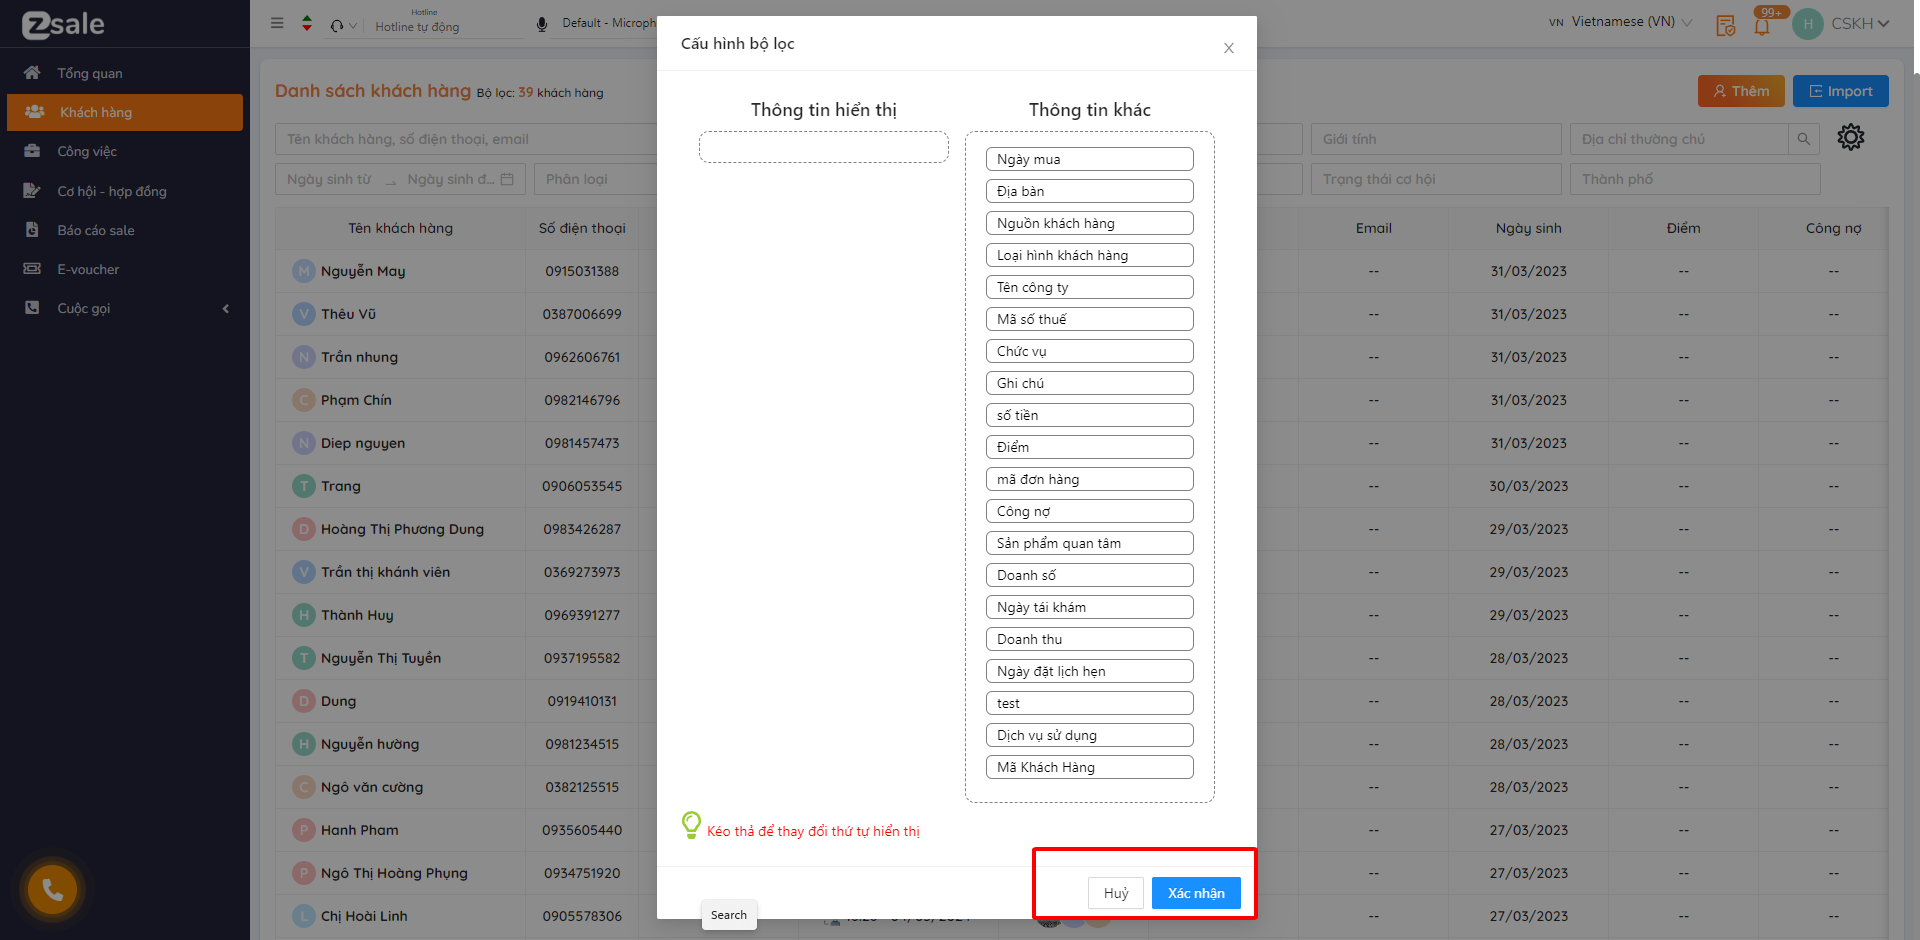 zsale
Tổng quan
Khách hàng
Công việc
Cơ hội - hợp đồng
Báo cáo sale
E-voucher
Cuộc gọi
Hotline
Hotline tự động
Default - Microph
VN Vietnamese (VN)
99+
H CSKH
Danh sách khách hàng Bộ lọc: 39 khách hàng
Thêm Import
Tên khách hàng, số điện thoại, email
Giới tính
Địa chỉ thường chú
Ngày sinh từ Ngày sinh đ...
Phân loại
Trạng thái cơ hội
Thành phố
Tên khách hàng Số điện thoại Email Ngày sinh Điểm Công nợ
M Nguyễn May 0915031388 -- 31/03/2023 -- --
V Thêu Vũ 0387006699 -- 31/03/2023 -- --
N Trần nhung 0962606761 -- 31/03/2023 -- --
C Phạm Chín 0982146796 -- 31/03/2023 -- --
N Diep nguyen 0981457473 -- 31/03/2023 -- --
T Trang 0906053545 -- 30/03/2023 -- --
D Hoàng Thị Phương Dung 0983426287 -- 29/03/2023 -- --
V Trần thị khánh viên 0369273973 -- 29/03/2023 -- --
H Thành Huy 0969391277 -- 29/03/2023 -- --
T Nguyễn Thị Tuyền 0937195582 -- 28/03/2023 -- --
D Dung 0919410131 -- 28/03/2023 -- --
H Nguyễn hường 0981234515 -- 28/03/2023 -- --
C Ngô văn cường 0382125515 -- 28/03/2023 -- --
P Hanh Pham 0935605440 -- 27/03/2023 -- --
P Ngô Thị Hoàng Phụng 0934751920 -- 27/03/2023 -- --
L Chị Hoài Linh 0905578306 -- 27/03/2023 -- --
Cấu hình bộ lọc
Thông tin hiển thị
Thông tin khác
Ngày mua
Địa bàn
Nguồn khách hàng
Loại hình khách hàng
Tên công ty
Mã số thuế
Chức vụ
Ghi chú
số tiền
Điểm
mã đơn hàng
Công nợ
Sản phẩm quan tâm
Doanh số
Ngày tái khám
Doanh thu
Ngày đặt lịch hẹn
test
Dịch vụ sử dụng
Mã Khách Hàng
Kéo thả để thay đổi thứ tự hiển thị
Huỷ Xác nhận
Search